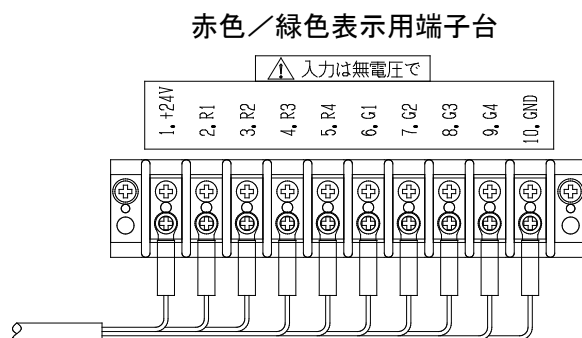 赤色／緑色表示用端子台
入力は無電圧で
1.+24V
2.R1
3.R2
4.R3
5.R4
6.G1
7.G2
8.G3
9.G4
10.GND